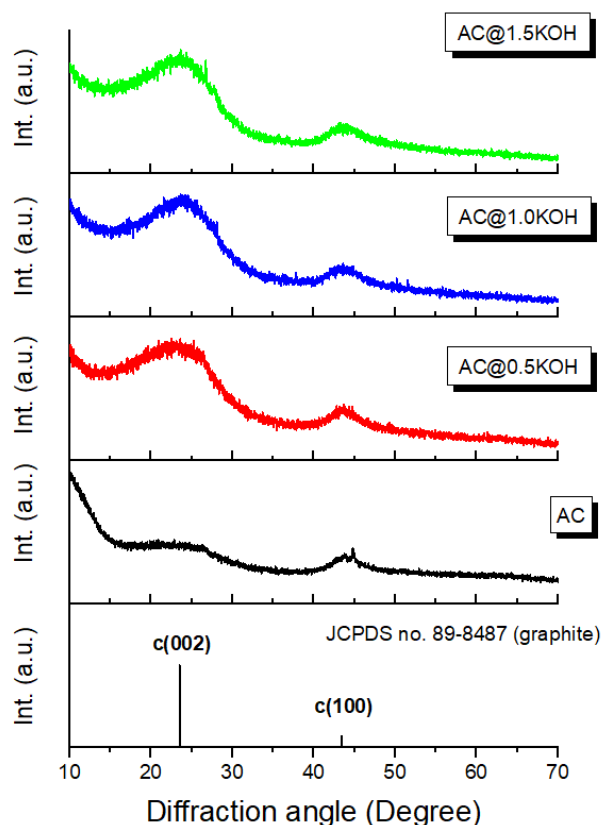 AC@1.5KOH
Int. (a.u.)
AC@1.0KOH
Int. (a.u.)
AC@0.5KOH
Int. (a.u.)
AC
Int. (a.u.)
JCPDS no. 89-8487 (graphite)
c(002)
c(100)
Int. (a.u.)
10 20 30 40 50 60 70
Diffraction angle (Degree)